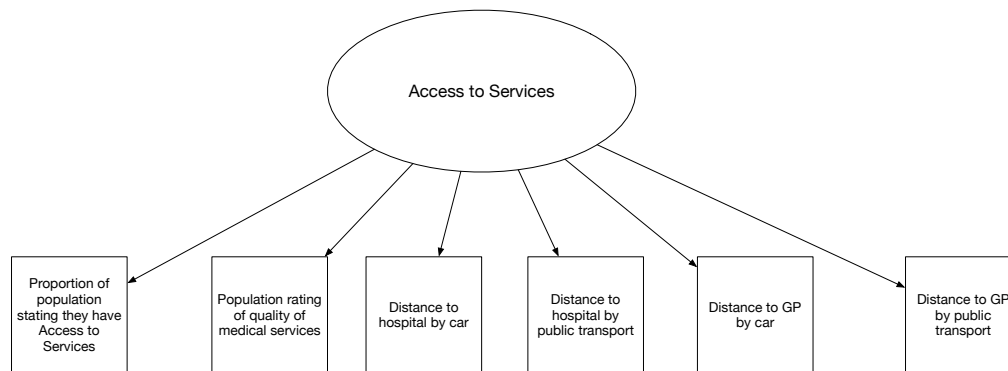 Access to Services
Proportion of
population
stating they have
Access to
Services
Population rating
of quality of
medical services
Distance to
hospital by car
Distance to
hospital by
public transport
Distance to GP
by car
Distance to GP
by public
transport